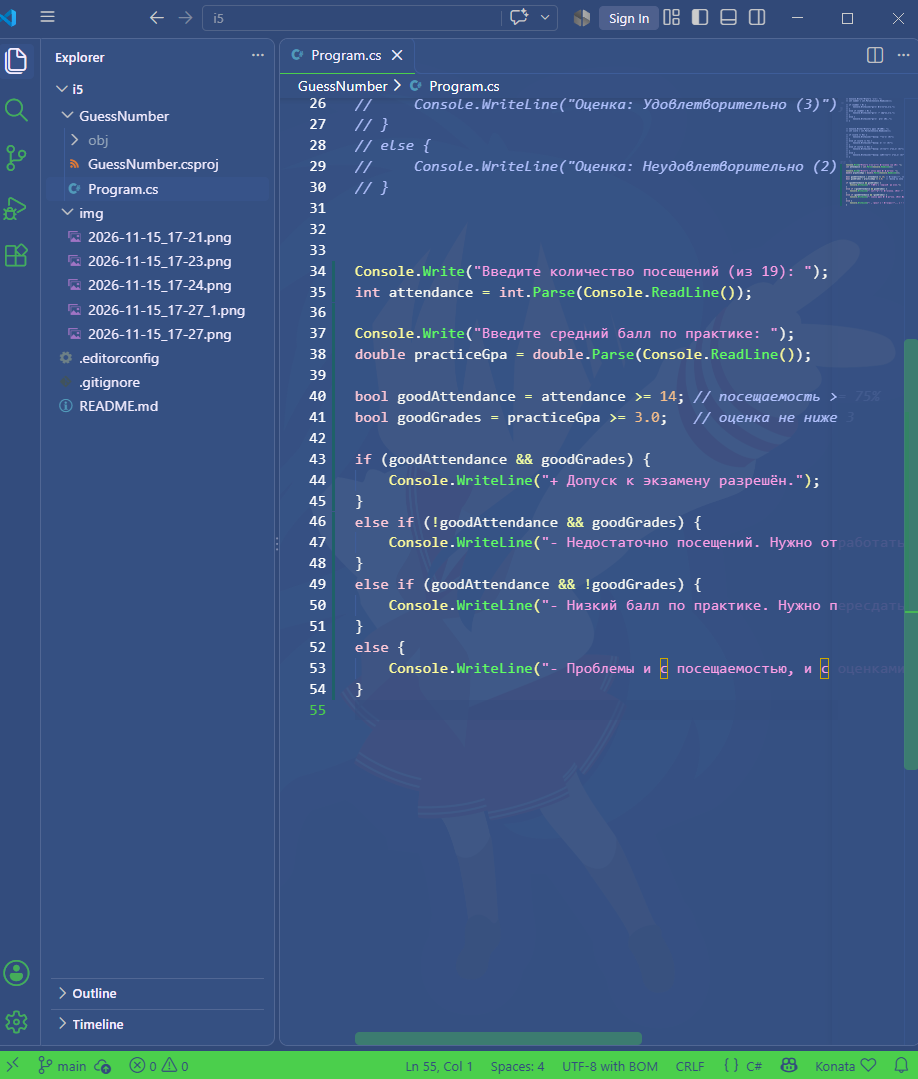 i5
Sign In
Explorer
Program.cs
i5
GuessNumber
obj
GuessNumber.csproj
Program.cs
img
2026-11-15_17-21.png
2026-11-15_17-23.png
2026-11-15_17-24.png
2026-11-15_17-27_1.png
2026-11-15_17-27.png
.editorconfig
.gitignore
README.md
Outline
Timeline
GuessNumber > Program.cs
26 //     Console.WriteLine("Оценка: Удовлетворительно (3)")
27 // }
28 // else {
29 //     Console.WriteLine("Оценка: Неудовлетворительно (2)
30 // }
31
32
33
34 Console.Write("Введите количество посещений (из 19): ");
35 int attendance = int.Parse(Console.ReadLine());
36
37 Console.Write("Введите средний балл по практике: ");
38 double practiceGpa = double.Parse(Console.ReadLine());
39
40 bool goodAttendance = attendance >= 14; // посещаемость >= 75%
41 bool goodGrades = practiceGpa >= 3.0;   // оценка не ниже 3
42
43 if (goodAttendance && goodGrades) {
44     Console.WriteLine("+ Допуск к экзамену разрешён.");
45 }
46 else if (!goodAttendance && goodGrades) {
47     Console.WriteLine("- Недостаточно посещений. Нужно отработать
48 }
49 else if (goodAttendance && !goodGrades) {
50     Console.WriteLine("- Низкий балл по практике. Нужно пересдать
51 }
52 else {
53     Console.WriteLine("- Проблемы и с посещаемостью, и с оценками
54 }
55
main
0
0
Ln 55, Col 1
Spaces: 4
UTF-8 with BOM
CRLF
{ } C#
Konata